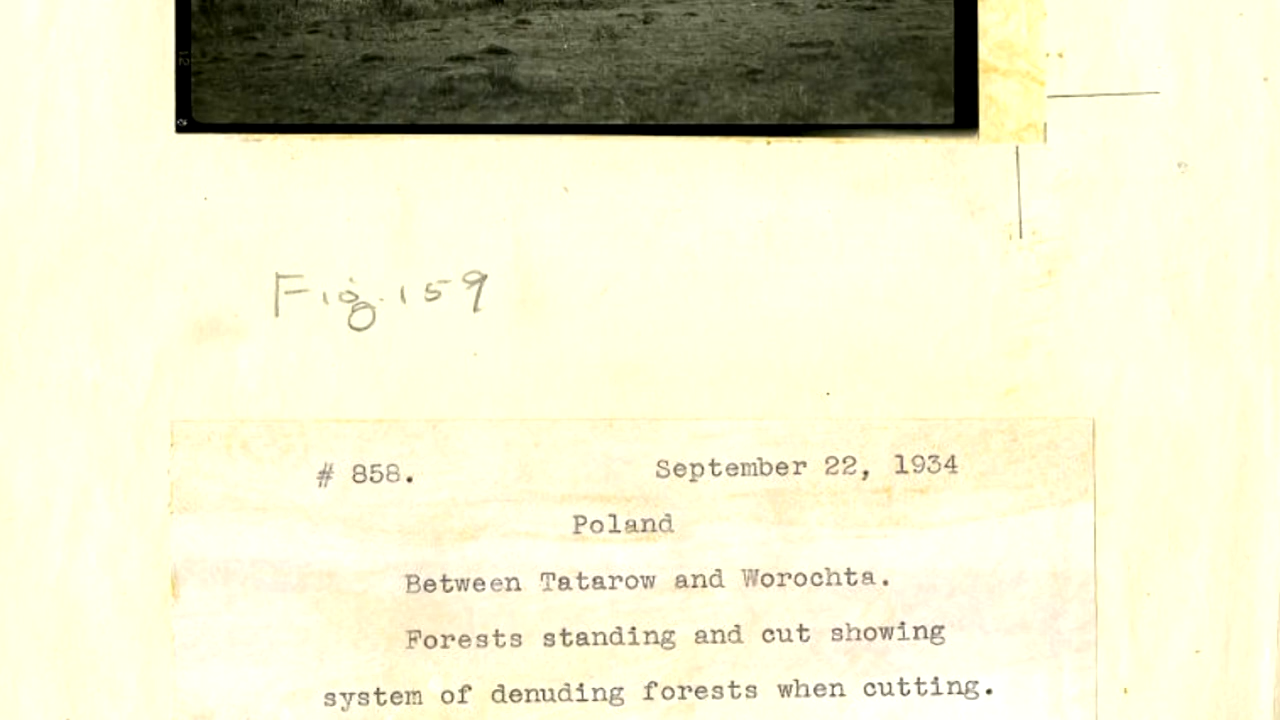 Fig. 159
# 858. September 22, 1934
Poland
Between Tatarow and Worochta.
Forests standing and cut showing
system of denuding forests when cutting.